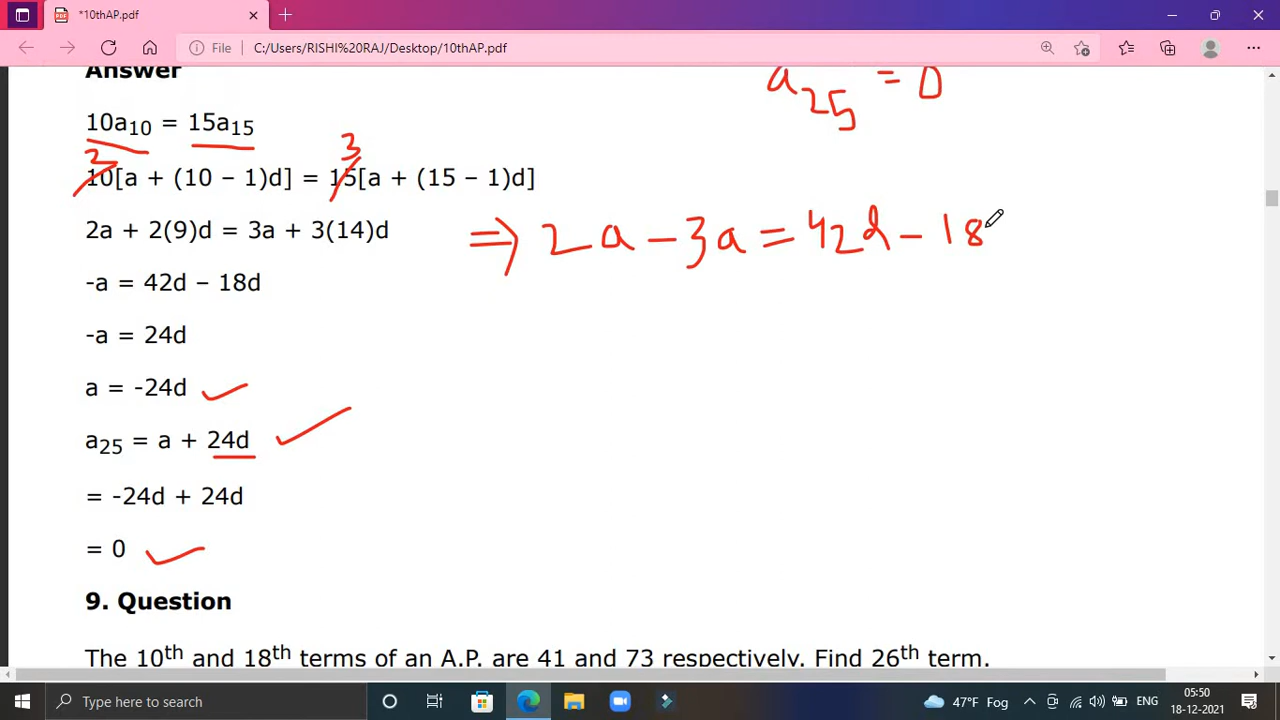 *10thAP.pdf
File C:/Users/RISHI%20RAJ/Desktop/10thAP.pdf
Answer
a25 = 0
10a10 = 15a15
2 3
10[a + (10 – 1)d] = 15[a + (15 – 1)d]
2a + 2(9)d = 3a + 3(14)d
⇒ 2a – 3a = 42d – 18
-a = 42d – 18d
-a = 24d
a = -24d
a25 = a + 24d
= -24d + 24d
= 0
9. Question
The 10th and 18th terms of an A.P. are 41 and 73 respectively. Find 26th term.
Type here to search
47°F Fog
ENG
05:50
18-12-2021